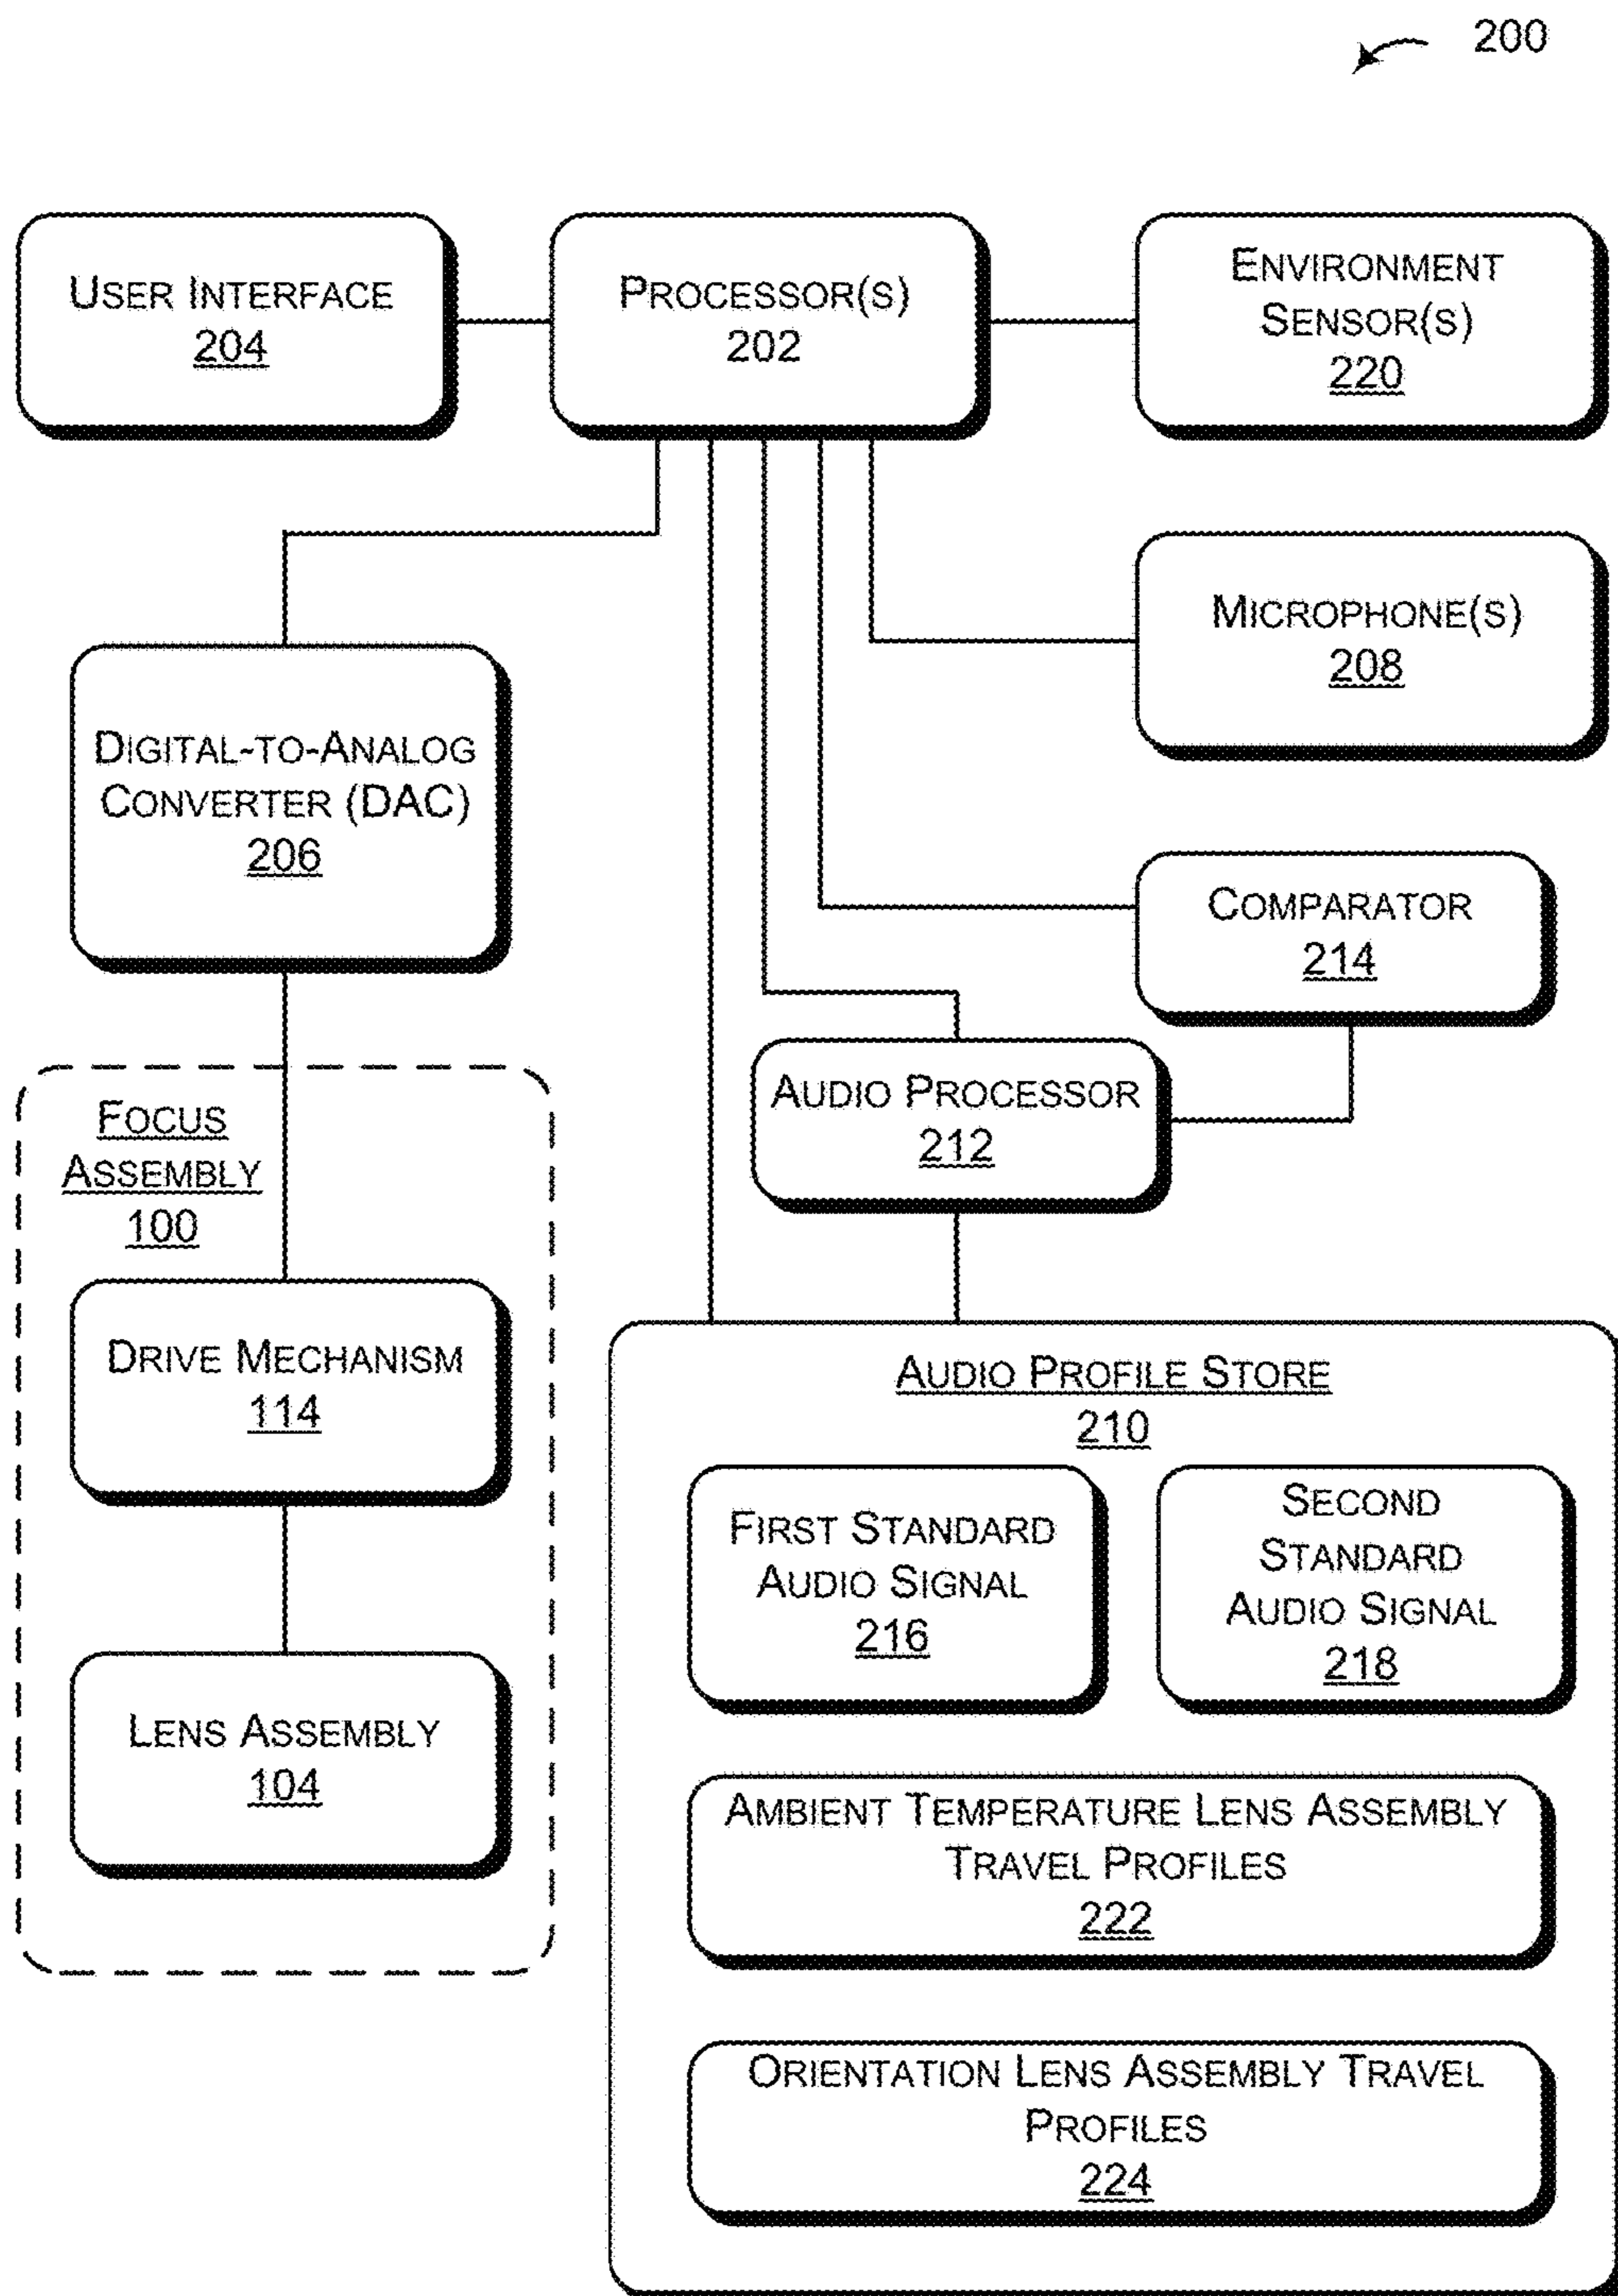 200
User Interface
204
Processor(s)
202
Environment
Sensor(s)
220
Microphone(s)
208
Digital-to-Analog
Converter (DAC)
206
Comparator
214
Audio Processor
212
Focus
Assembly
100
Drive Mechanism
114
Lens Assembly
104
Audio Profile Store
210
First Standard
Audio Signal
216
Second
Standard
Audio Signal
218
Ambient Temperature Lens Assembly
Travel Profiles
222
Orientation Lens Assembly Travel
Profiles
224